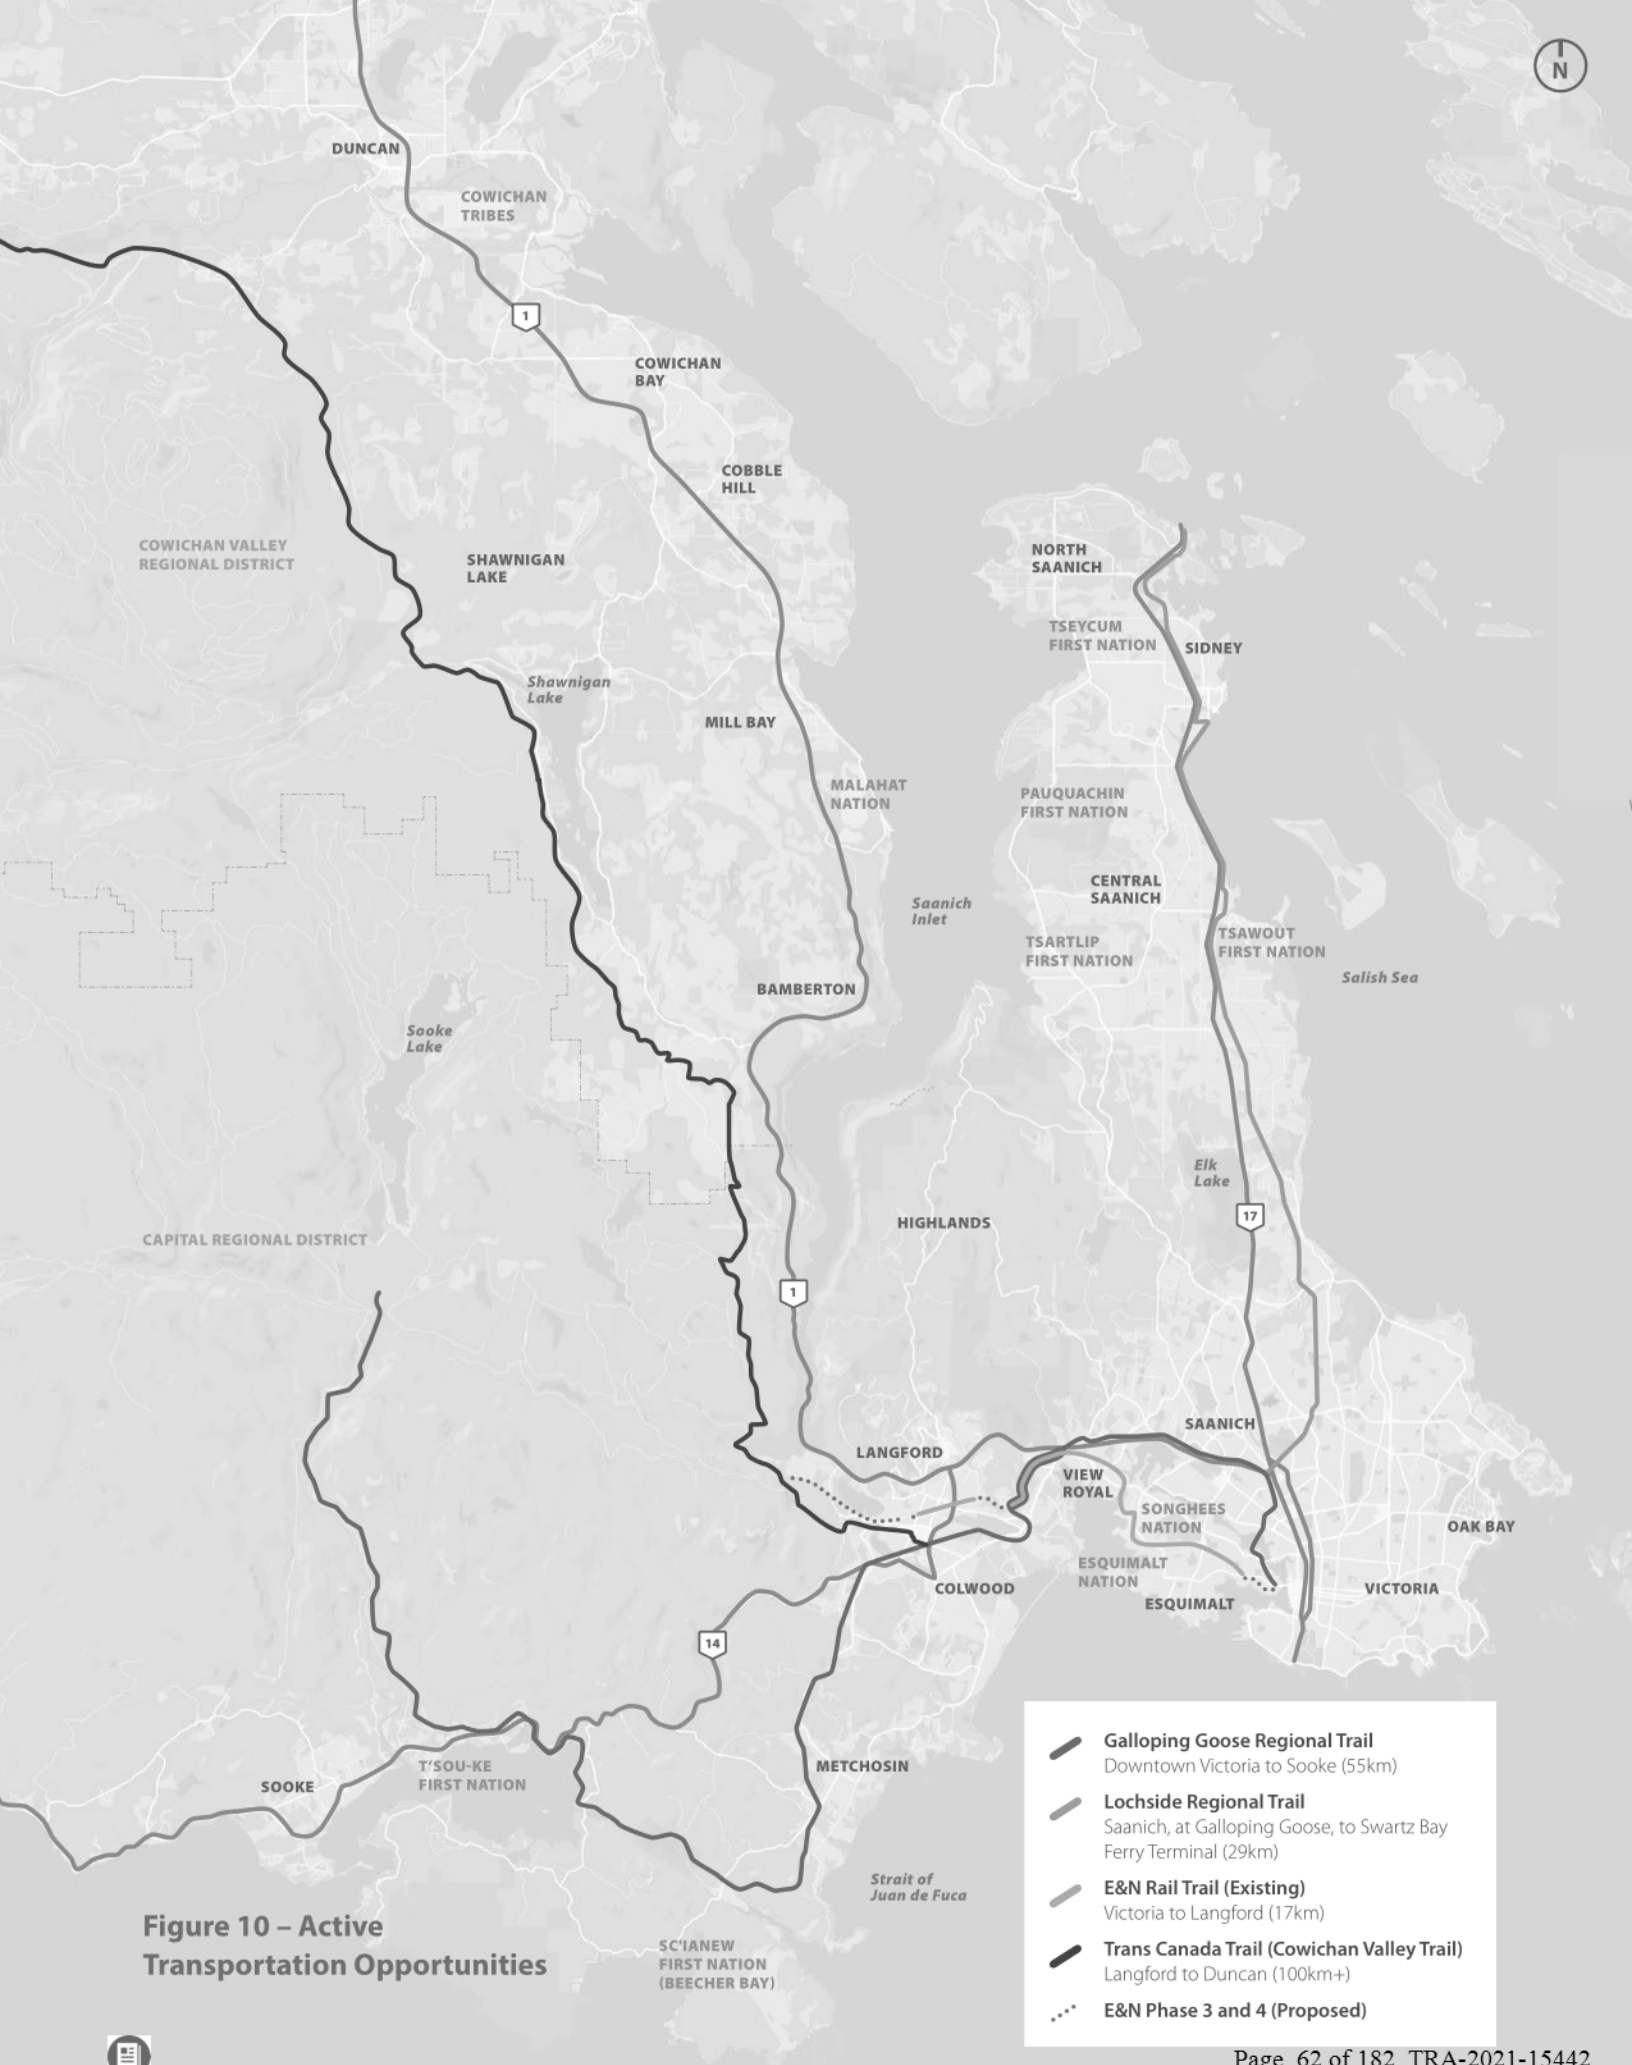 N
DUNCAN
COWICHAN
TRIBES
1
COWICHAN
BAY
COBBLE
HILL
NORTH
SAANICH
COWICHAN VALLEY
REGIONAL DISTRICT
SHAWNIGAN
LAKE
TSEYCUM
FIRST NATION
SIDNEY
Shawnigan
Lake
MILL BAY
MALAHAT
NATION
PAUQUACHIN
FIRST NATION
CENTRAL
SAANICH
Saanich
Inlet
TSARTLIP
FIRST NATION
TSAWOUT
FIRST NATION
Salish Sea
BAMBERTON
Sooke
Lake
Elk
Lake
17
HIGHLANDS
CAPITAL REGIONAL DISTRICT
1
SAANICH
LANGFORD
VIEW
ROYAL
SONGHEES
NATION
OAK BAY
ESQUIMALT
NATION
COLWOOD
ESQUIMALT
VICTORIA
14
METCHOSIN
T'SOU-KE
FIRST NATION
SOOKE
Strait of
Juan de Fuca
SC'IANEW
FIRST NATION
(BEECHER BAY)
Galloping Goose Regional Trail
Downtown Victoria to Sooke (55km)
Lochside Regional Trail
Saanich, at Galloping Goose, to Swartz Bay
Ferry Terminal (29km)
E&N Rail Trail (Existing)
Victoria to Langford (17km)
Trans Canada Trail (Cowichan Valley Trail)
Langford to Duncan (100km+)
E&N Phase 3 and 4 (Proposed)
Figure 10 – Active
Transportation Opportunities
Page 62 of 182 TRA-2021-15442